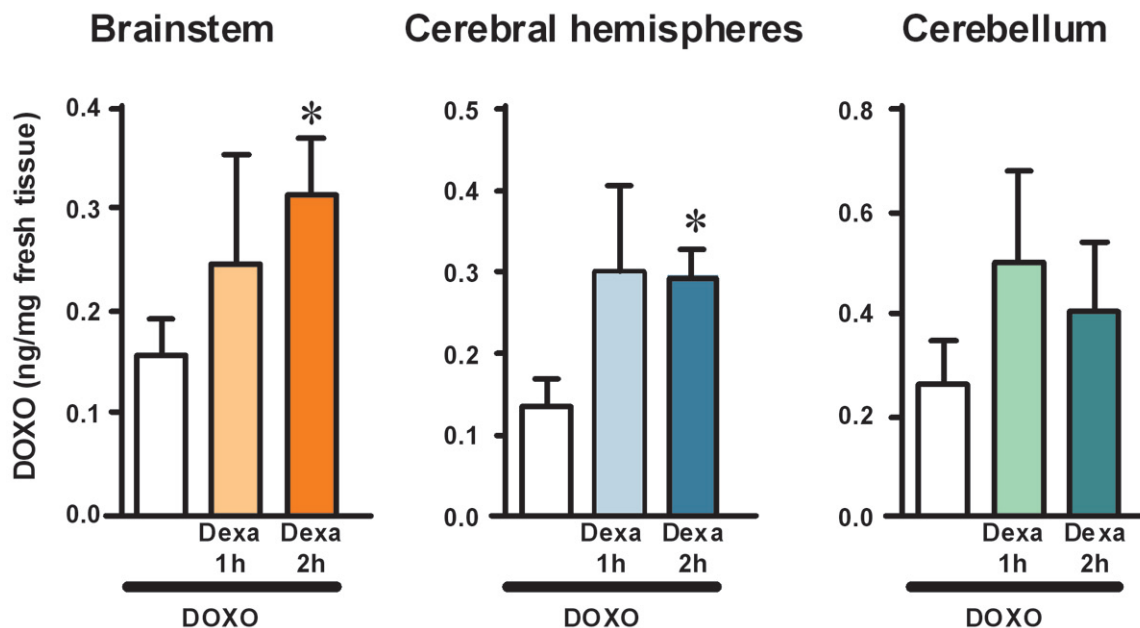 Brainstem
Cerebral hemispheres
Cerebellum
DOXO (ng/mg fresh tissue)
0.4
0.3
0.2
0.1
0.0
*
Dexa 1h
Dexa 2h
DOXO
0.5
0.4
0.3
0.2
0.1
0.0
*
Dexa 1h
Dexa 2h
DOXO
0.8
0.6
0.4
0.2
0.0
Dexa 1h
Dexa 2h
DOXO